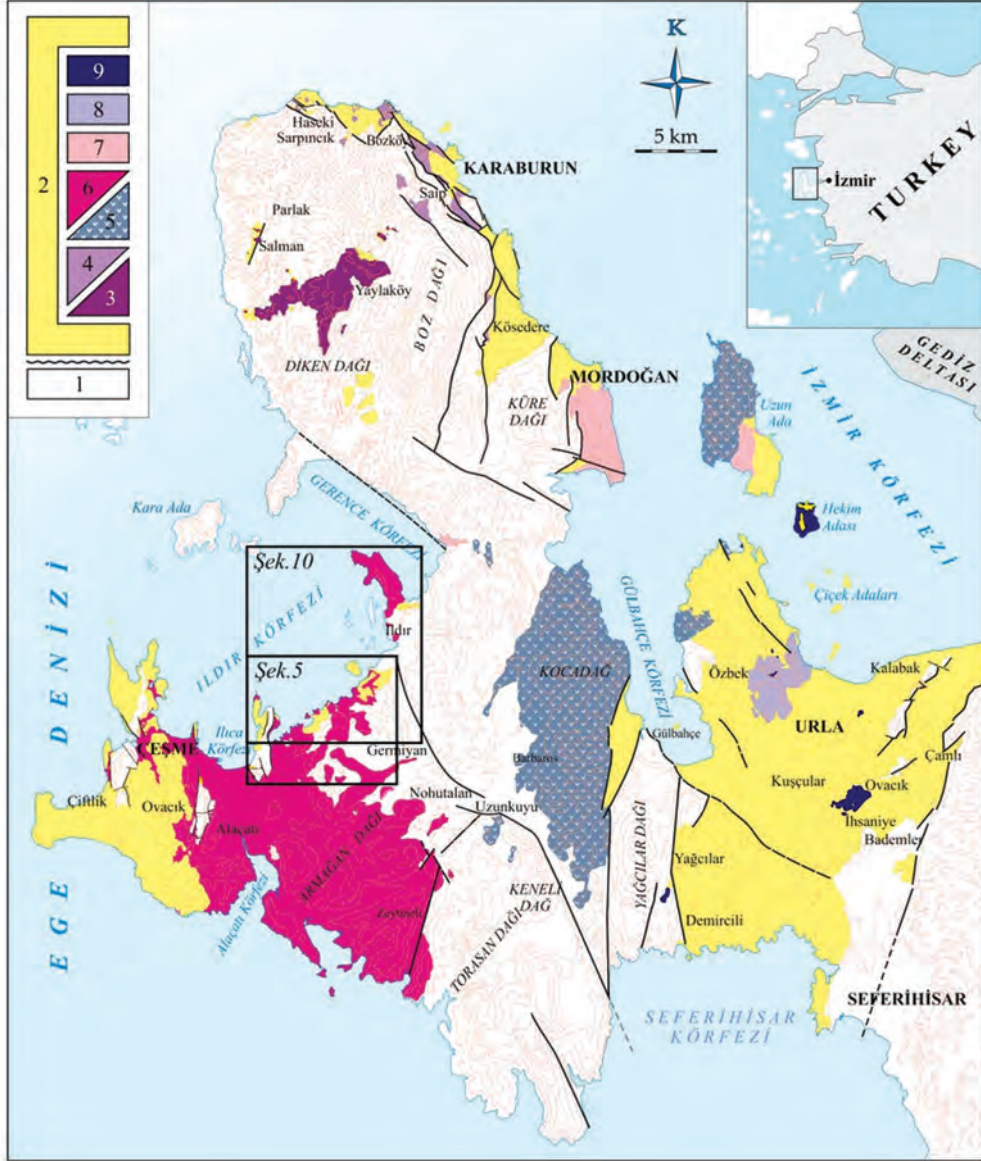 9
8
7
2
6
5
4
3
1
K
5 km
İzmir
TURKEY
Haseki
Sarpıncık
Bozköy
KARABURUN
Saip
Parlak
Salman
Yaylaköy
BOZ DAĞI
Kösedere
DİKEN DAĞI
MORDOĞAN
KÜRE
DAĞI
GEDİZ
DELTASI
Uzun
Ada
İZMİR KÖRFEZİ
Hekim
Adası
Çiçek Adaları
Kara Ada
GERENCE KÖRFEZİ
Şek.10
ILDIR KÖRFEZİ
Ildır
Şek.5
EGE DENİZİ
KOCADAĞ
GÜLBAHÇE KÖRFEZİ
Özbek
Kalabak
URLA
Ilıca
Körfezi
ÇEŞME
Germiyan
Gülbahçe
Barbaros
Çamlı
Çiftlik
Ovacık
Nohutalan
Uzunkuyu
Kuşçular
Ovacık
İhsaniye
Bademler
Alaçatı
ARMAĞAN DAĞI
Alaçatı Körfezi
Zeytineli
KENELİ
DAĞ
YAĞCILAR DAĞI
Yağcılar
Demircili
TORASAN DAĞI
SEFERİHİSAR
SEFERİHİSAR
KÖRFEZİ